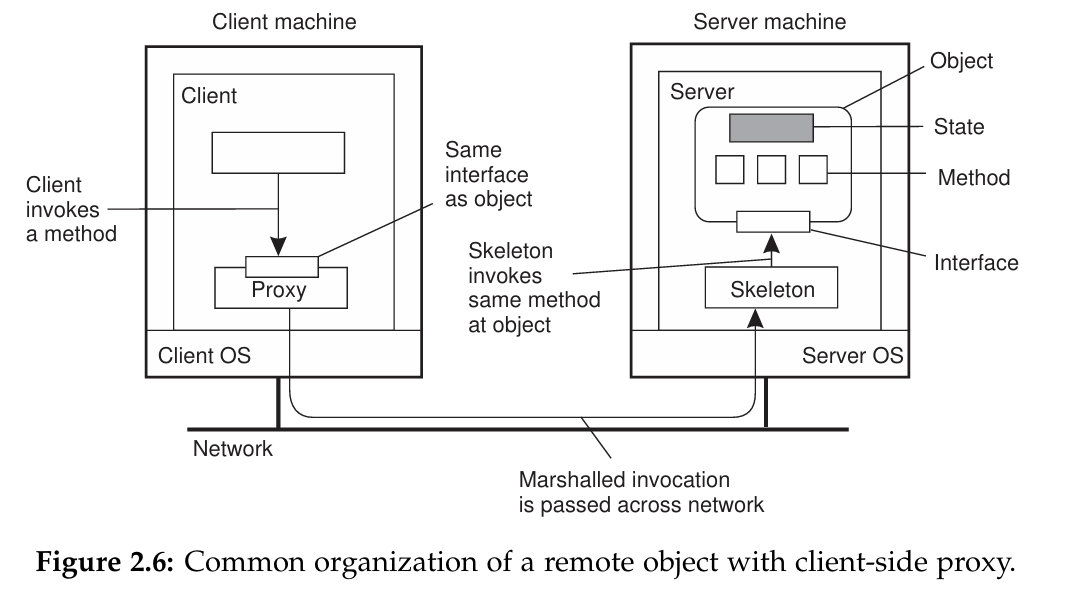 Client machine
Server machine
Client
Server
Object
State
Method
Interface
Client
invokes
a method
Same
interface
as object
Skeleton
invokes
same method
at object
Proxy
Skeleton
Client OS
Server OS
Network
Marshalled invocation
is passed across network
Figure 2.6: Common organization of a remote object with client-side proxy.